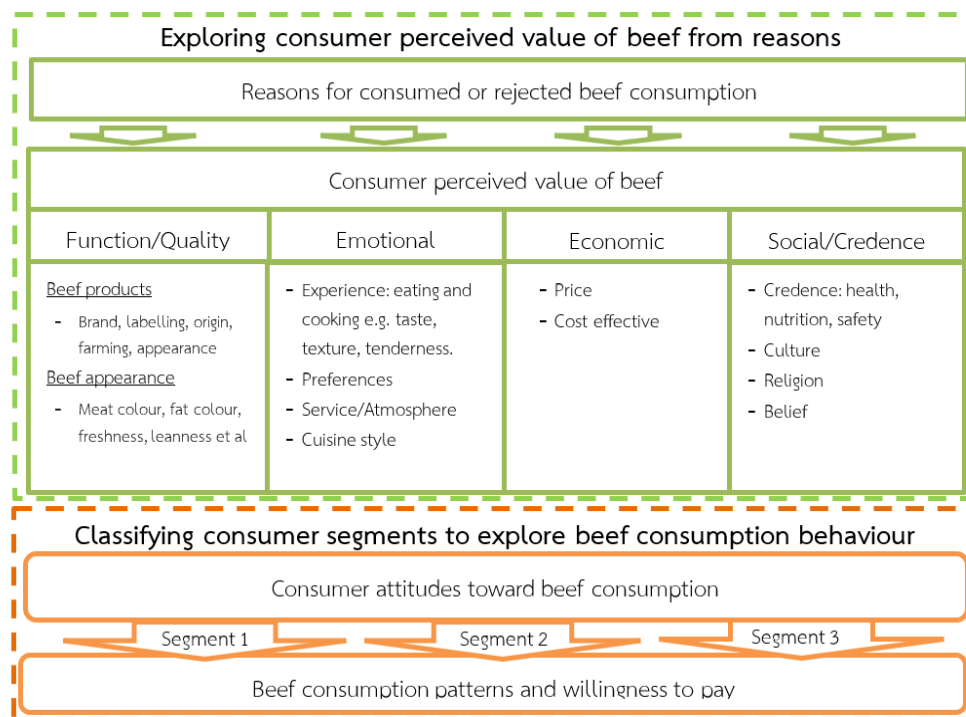 Exploring consumer perceived value of beef from reasons
Reasons for consumed or rejected beef consumption
Consumer perceived value of beef
Function/Quality
Beef products
- Brand, labelling, origin,
farming, appearance
Beef appearance
- Meat colour, fat colour,
freshness, leanness et al
Emotional
- Experience: eating and
cooking e.g. taste,
texture, tenderness.
- Preferences
- Service/Atmosphere
- Cuisine style
Economic
- Price
- Cost effective
Social/Credence
- Credence: health,
nutrition, safety
- Culture
- Religion
- Belief
Classifying consumer segments to explore beef consumption behaviour
Consumer attitudes toward beef consumption
Segment 1
Segment 2
Segment 3
Beef consumption patterns and willingness to pay